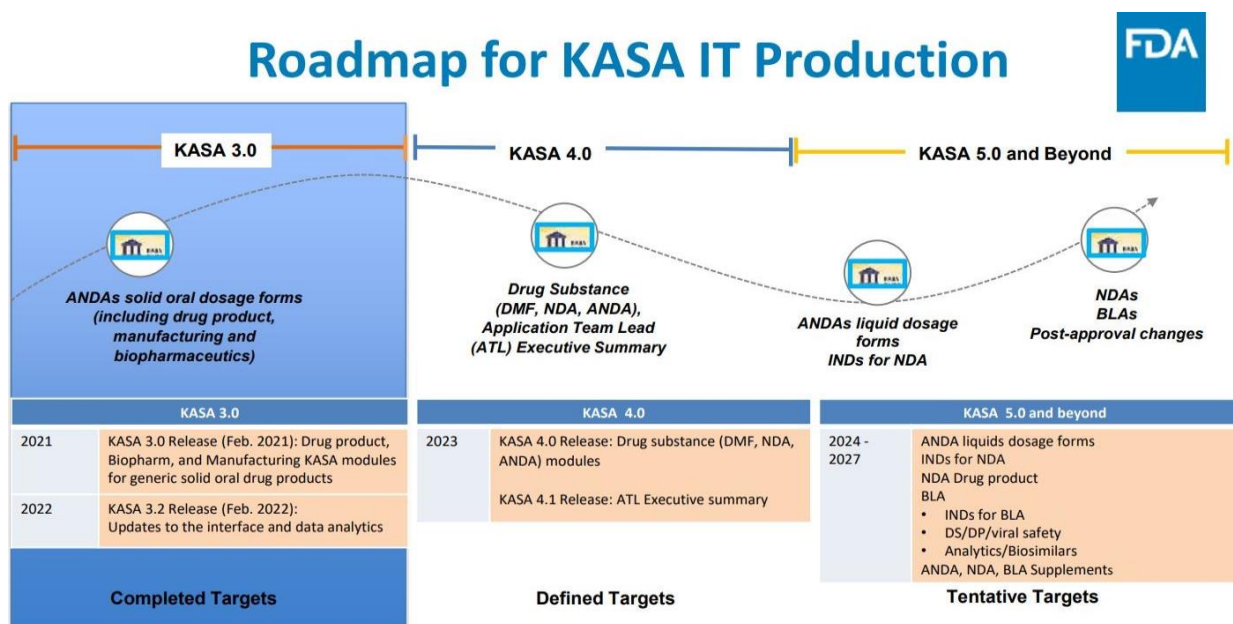 Roadmap for KASA IT Production
FDA
KASA 3.0
KASA 4.0
KASA 5.0 and Beyond
KASA
ANDAs solid oral dosage forms
(including drug product,
manufacturing and
biopharmaceutics)
KASA
Drug Substance
(DMF, NDA, ANDA),
Application Team Lead
(ATL) Executive Summary
KASA
ANDAs liquid dosage
forms
INDs for NDA
KASA
NDAs
BLAs
Post-approval changes
KASA 3.0
2021
KASA 3.0 Release (Feb. 2021): Drug product,
Biopharm, and Manufacturing KASA modules
for generic solid oral drug products
2022
KASA 3.2 Release (Feb. 2022):
Updates to the interface and data analytics
Completed Targets
KASA 4.0
2023
KASA 4.0 Release: Drug substance (DMF, NDA,
ANDA) modules
KASA 4.1 Release: ATL Executive summary
Defined Targets
KASA 5.0 and beyond
2024 -
2027
ANDA liquids dosage forms
INDs for NDA
NDA Drug product
BLA
• INDs for BLA
• DS/DP/viral safety
• Analytics/Biosimilars
ANDA, NDA, BLA Supplements
Tentative Targets